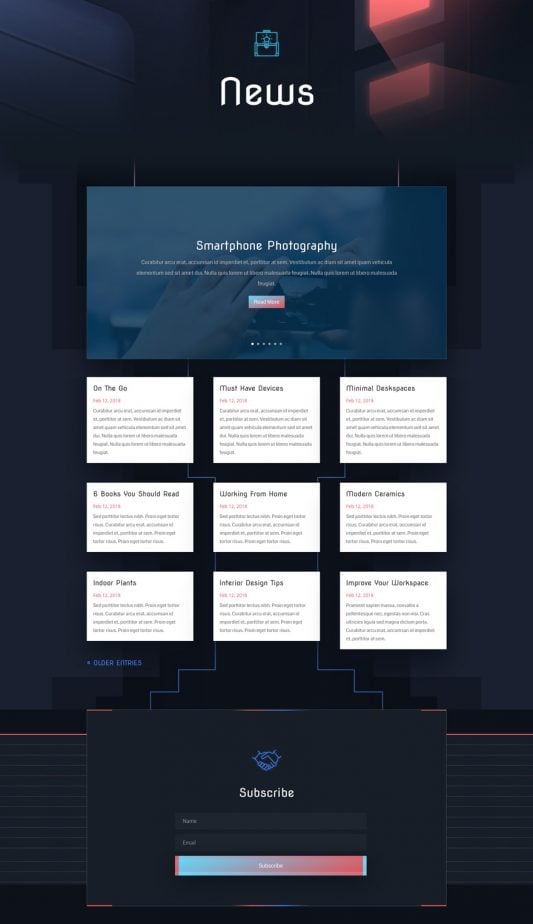 News
Smartphone Photography
Curabitur arcu erat, accumsan id imperdiet et, porttitor at sem. Vestibulum ac diam sit amet quam vehicula
elementum sed sit amet dui. Nulla quis lorem ut libero malesuada feugiat. Nulla quis lorem ut libero malesuada
feugiat.
Read More
On The Go
Feb 12, 2018
Curabitur arcu erat, accumsan id imperdiet
et, porttitor at sem. Vestibulum ac diam sit
amet quam vehicula elementum sed sit amet
dui. Nulla quis lorem ut libero malesuada
feugiat. Nulla quis lorem ut libero malesuada
feugiat.
Must Have Devices
Feb 12, 2018
Curabitur arcu erat, accumsan id imperdiet
et, porttitor at sem. Vestibulum ac diam sit
amet quam vehicula elementum sed sit amet
dui. Nulla quis lorem ut libero malesuada
feugiat. Nulla quis lorem ut libero malesuada
feugiat.
Minimal Deskspaces
Feb 12, 2018
Curabitur arcu erat, accumsan id imperdiet
et, porttitor at sem. Vestibulum ac diam sit
amet quam vehicula elementum sed sit amet
dui. Nulla quis lorem ut libero malesuada
feugiat. Nulla quis lorem ut libero malesuada
feugiat.
6 Books You Should Read
Feb 12, 2018
Sed porttitor lectus nibh. Proin eget tortor
risus. Curabitur arcu erat, accumsan id
imperdiet et, porttitor at sem. Proin eget
tortor risus. Proin eget tortor risus.
Working From Home
Feb 12, 2018
Sed porttitor lectus nibh. Proin eget tortor
risus. Curabitur arcu erat, accumsan id
imperdiet et, porttitor at sem. Proin eget
tortor risus. Proin eget tortor risus.
Modern Ceramics
Feb 12, 2018
Sed porttitor lectus nibh. Proin eget tortor
risus. Curabitur arcu erat, accumsan id
imperdiet et, porttitor at sem. Proin eget
tortor risus. Proin eget tortor risus.
Indoor Plants
Feb 12, 2018
Sed porttitor lectus nibh. Proin eget tortor
risus. Curabitur arcu erat, accumsan id
imperdiet et, porttitor at sem. Proin eget
tortor risus. Proin eget tortor risus.
Interior Design Tips
Feb 12, 2018
Sed porttitor lectus nibh. Proin eget tortor
risus. Curabitur arcu erat, accumsan id
imperdiet et, porttitor at sem. Proin eget
tortor risus. Proin eget tortor risus.
Improve Your Workspace
Feb 12, 2018
Praesent sapien massa, convallis a
pellentesque nec, egestas non nisi. Cras
ultricies ligula sed magna dictum porta.
Curabitur arcu erat, accumsan id imperdiet
et, porttitor at sem.
« OLDER ENTRIES
Subscribe
Name
Email
Subscribe